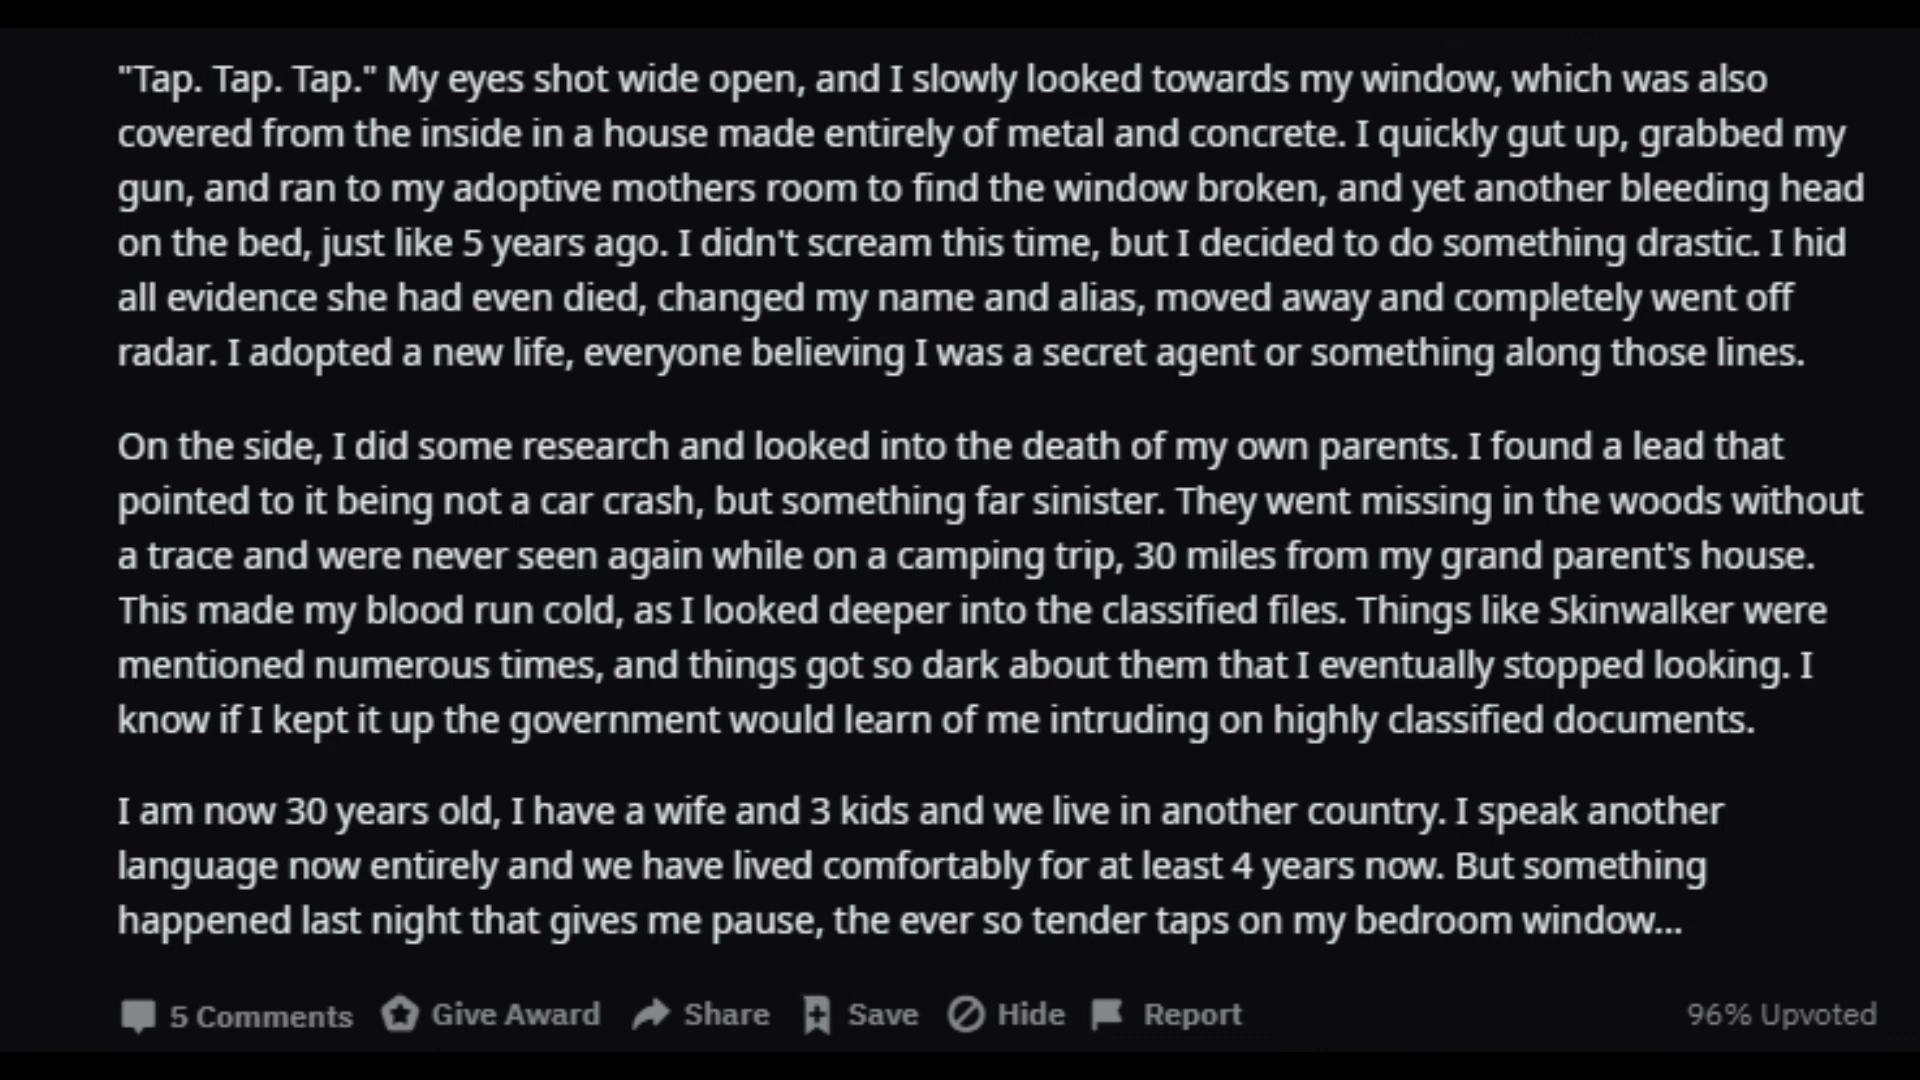 "Tap. Tap. Tap." My eyes shot wide open, and I slowly looked towards my window, which was also
covered from the inside in a house made entirely of metal and concrete. I quickly gut up, grabbed my
gun, and ran to my adoptive mothers room to find the window broken, and yet another bleeding head
on the bed, just like 5 years ago. I didn't scream this time, but I decided to do something drastic. I hid
all evidence she had even died, changed my name and alias, moved away and completely went off
radar. I adopted a new life, everyone believing I was a secret agent or something along those lines.
On the side, I did some research and looked into the death of my own parents. I found a lead that
pointed to it being not a car crash, but something far sinister. They went missing in the woods without
a trace and were never seen again while on a camping trip, 30 miles from my grand parent's house.
This made my blood run cold, as I looked deeper into the classified files. Things like Skinwalker were
mentioned numerous times, and things got so dark about them that I eventually stopped looking. I
know if I kept it up the government would learn of me intruding on highly classified documents.
I am now 30 years old, I have a wife and 3 kids and we live in another country. I speak another
language now entirely and we have lived comfortably for at least 4 years now. But something
happened last night that gives me pause, the ever so tender taps on my bedroom window...
5 Comments Give Award Share Save Hide Report 96% Upvoted